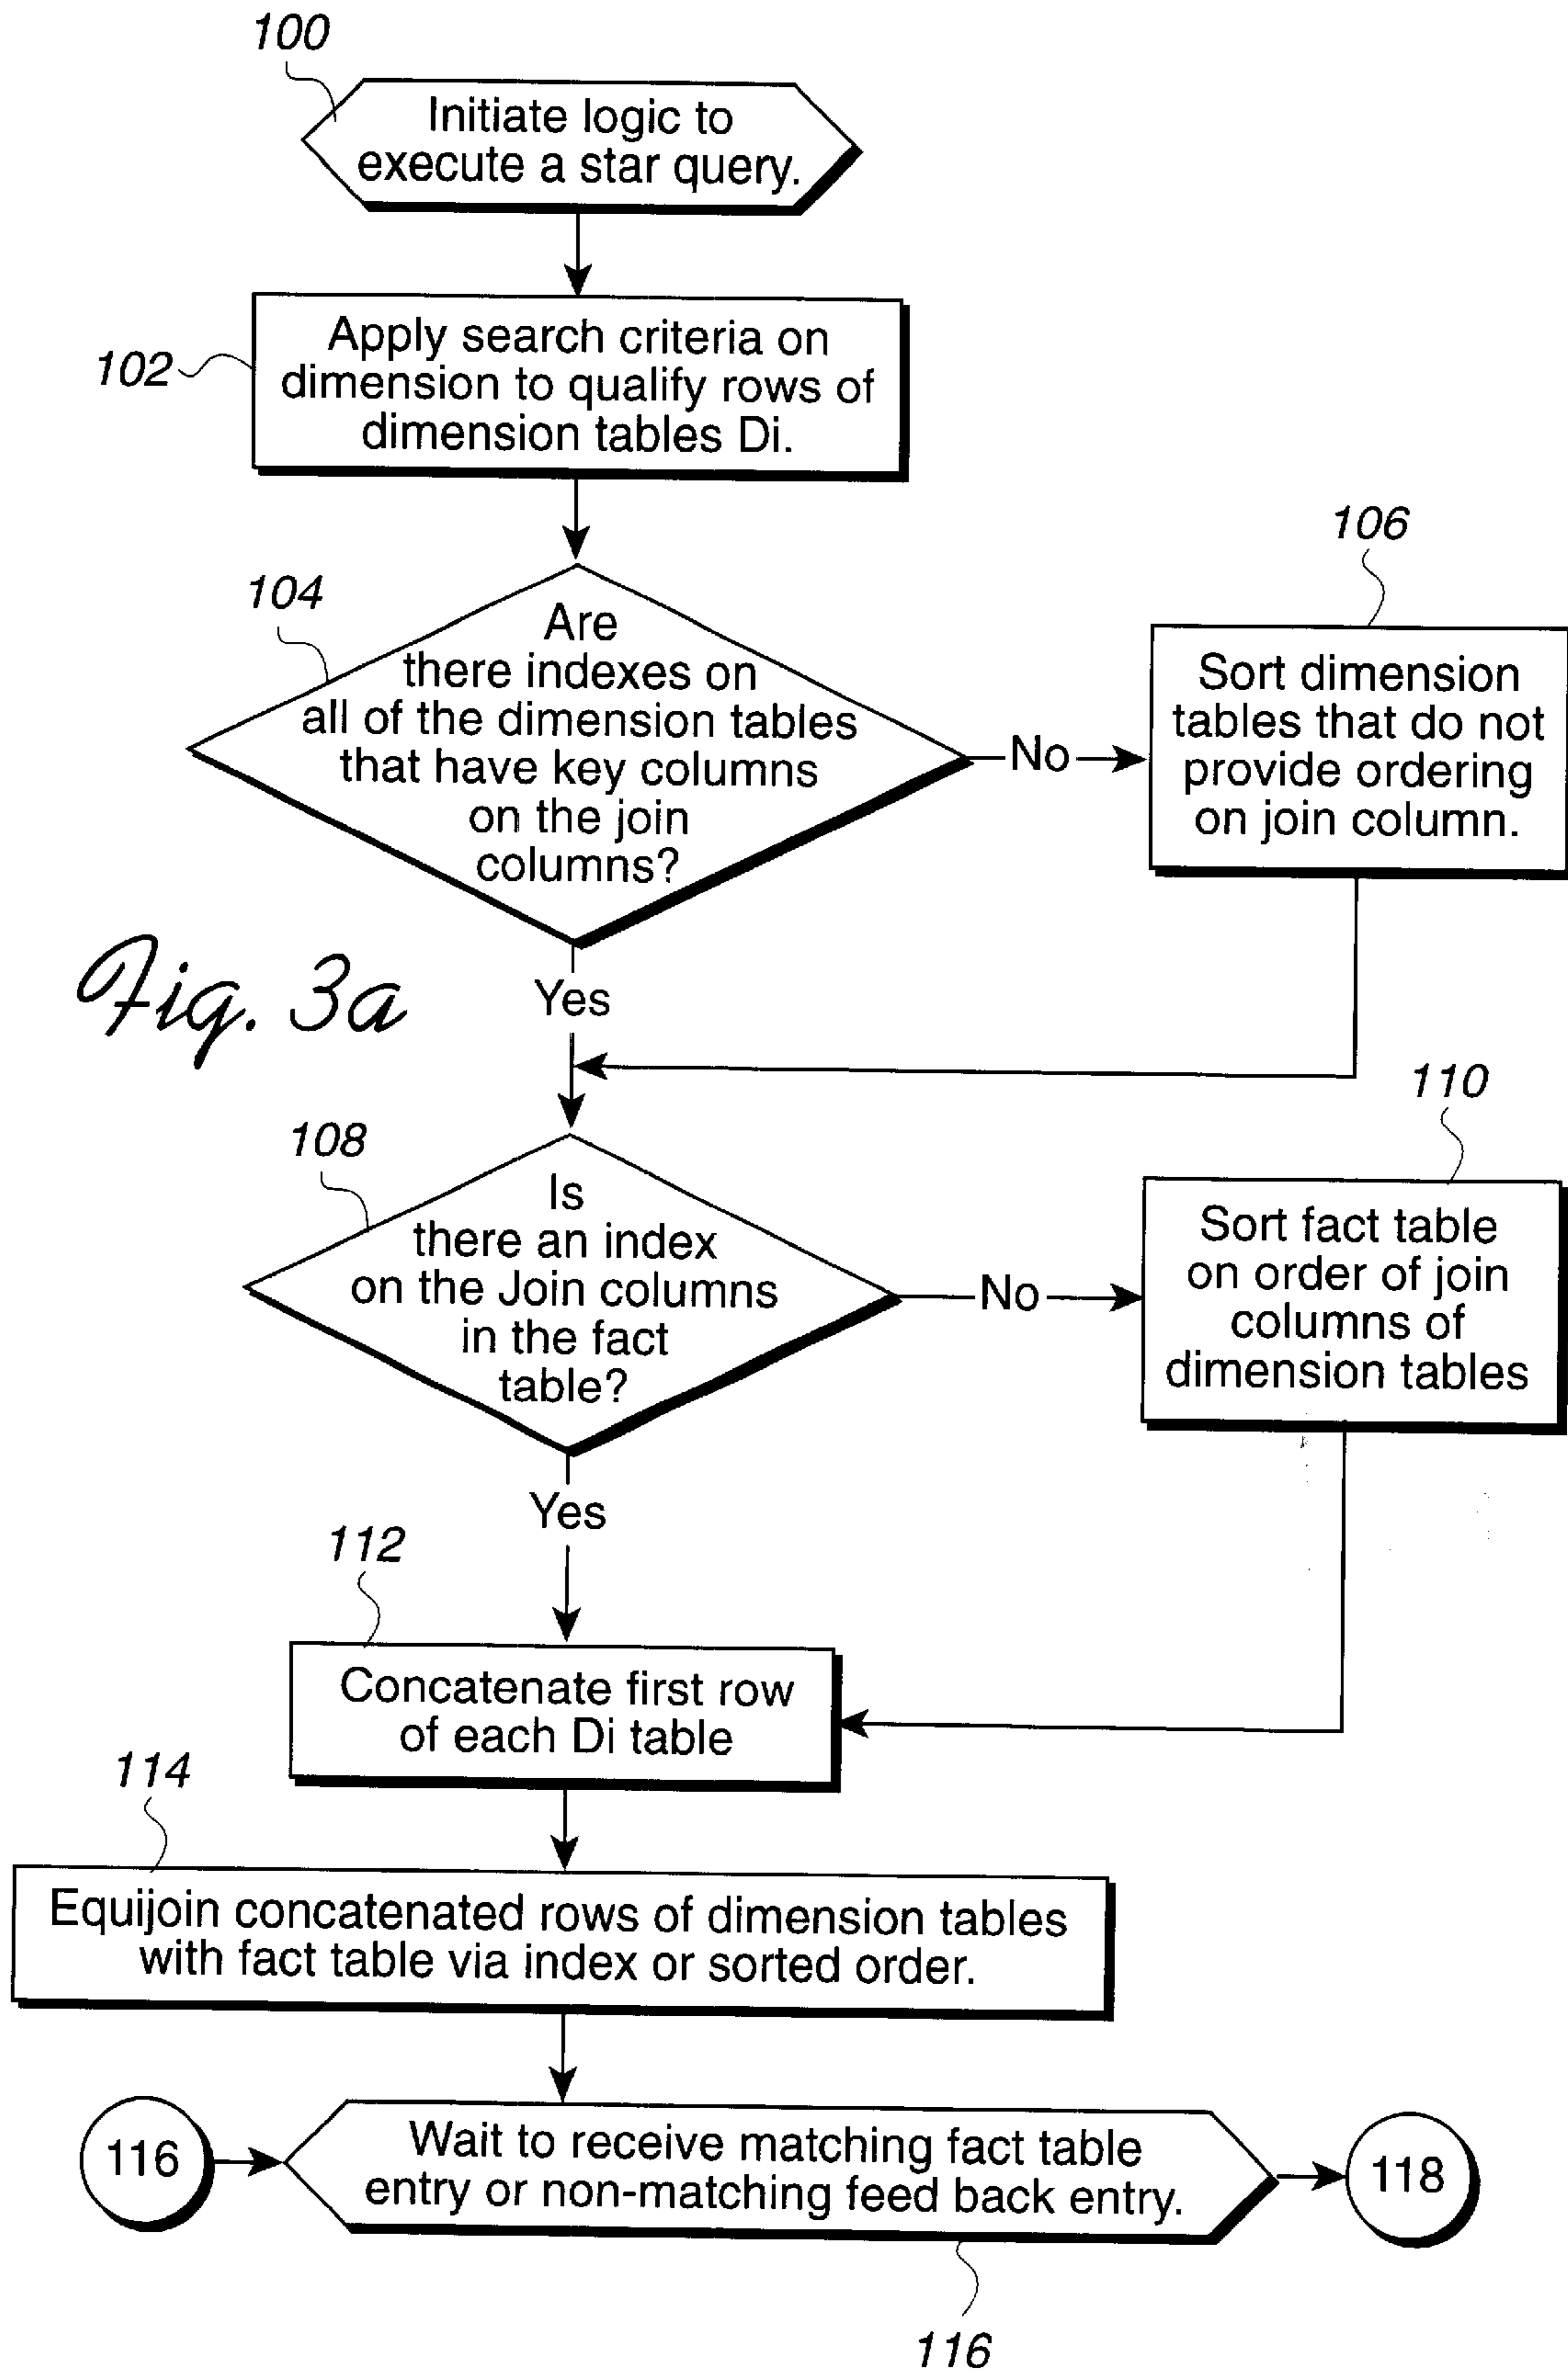 100
Initiate logic to
execute a star query.
102
Apply search criteria on
dimension to qualify rows of
dimension tables Di.
104
Are
there indexes on
all of the dimension tables
that have key columns
on the join
columns?
No
106
Sort dimension
tables that do not
provide ordering
on join column.
Fig. 3a
Yes
108
Is
there an index
on the Join columns
in the fact
table?
No
110
Sort fact table
on order of join
columns of
dimension tables
Yes
112
Concatenate first row
of each Di table
114
Equijoin concatenated rows of dimension tables
with fact table via index or sorted order.
116
Wait to receive matching fact table
entry or non-matching feed back entry.
118
116